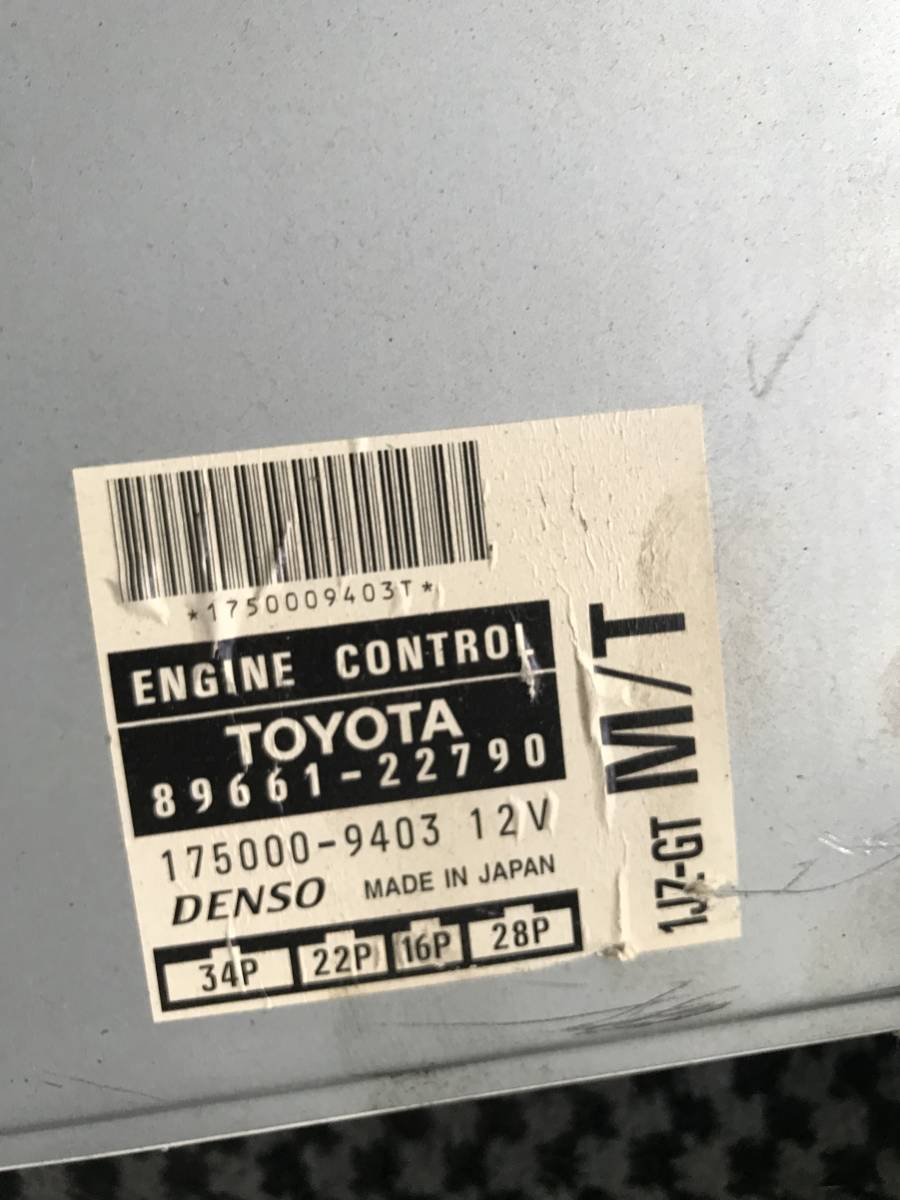 *1750009403T*
ENGINE CONTROL
TOYOTA
89661-22790
175000-9403 12V
DENSO MADE IN JAPAN
34P 22P 16P 28P
1JZ-GT M/T